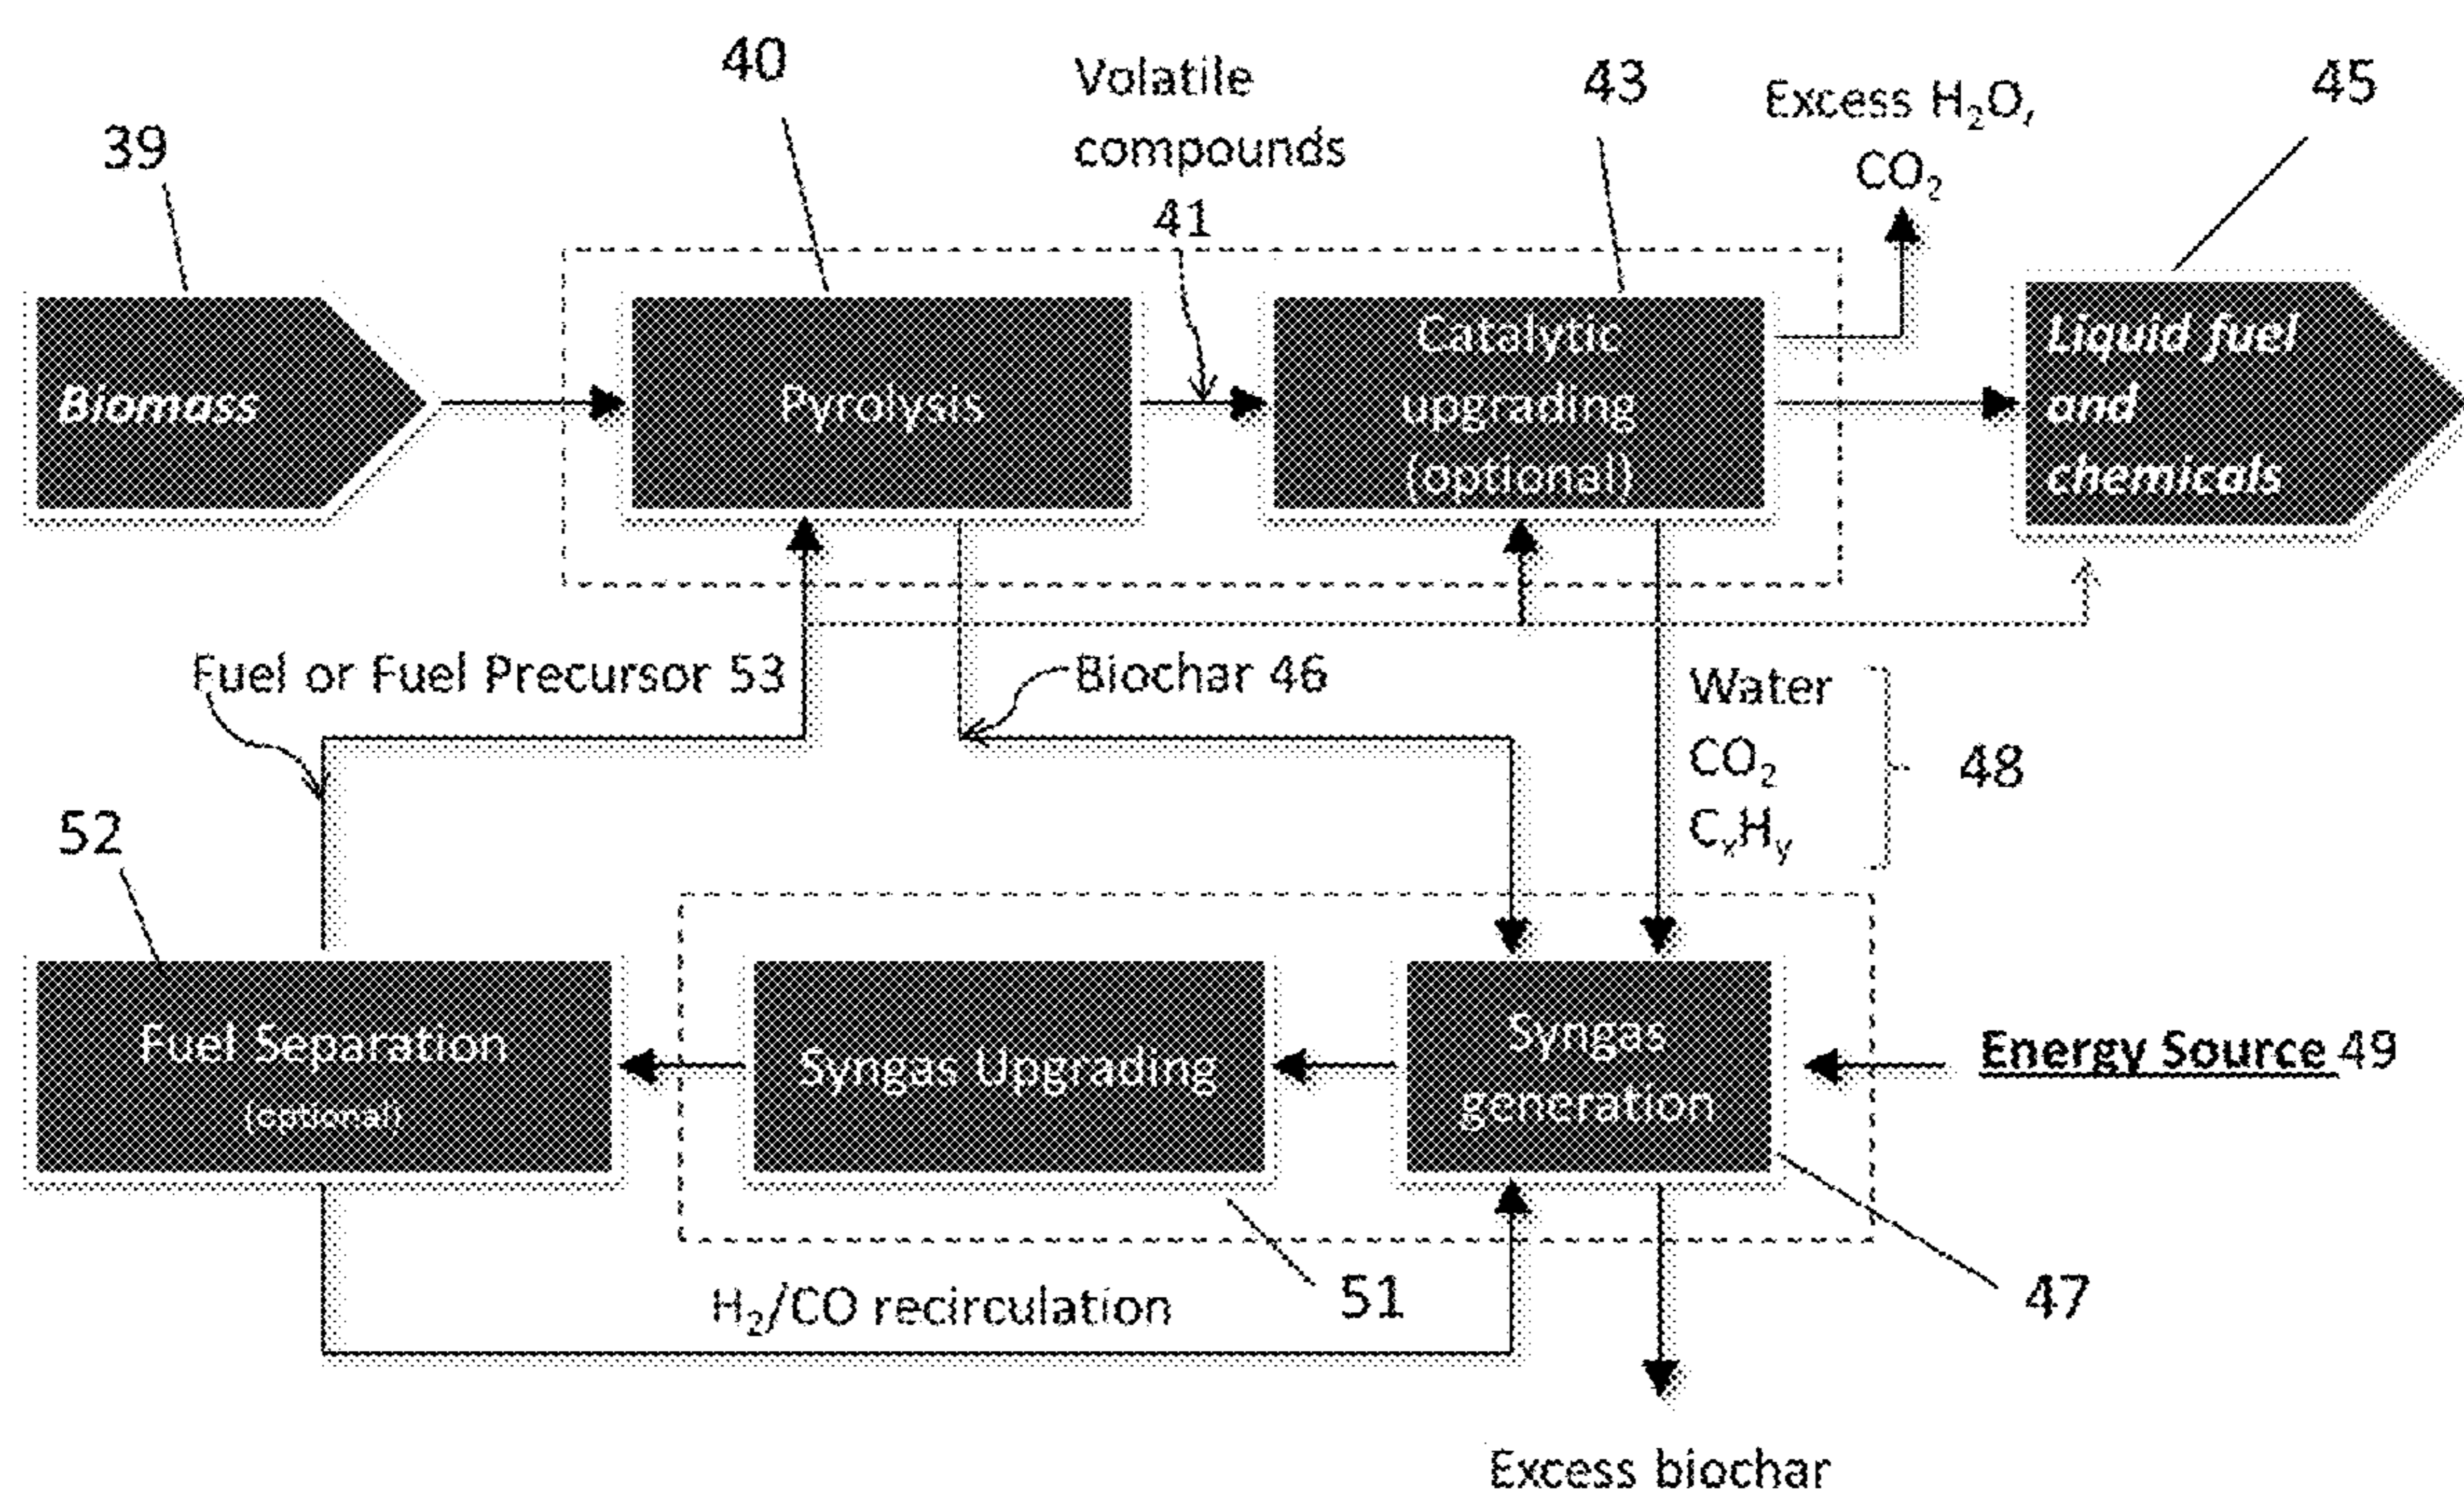 40
Volatile
compounds
41
43
Excess H₂O,
CO₂
45
39
Biomass
Pyrolysis
Catalytic
upgrading
(optional)
Liquid fuel
and
chemicals
Fuel or Fuel Precursor 53
Biochar 46
Water
CO₂
CₓHᵧ
48
52
Fuel Separation
(optional)
Syngas Upgrading
Syngas
generation
Energy Source 49
H₂/CO recirculation
51
47
Excess biochar